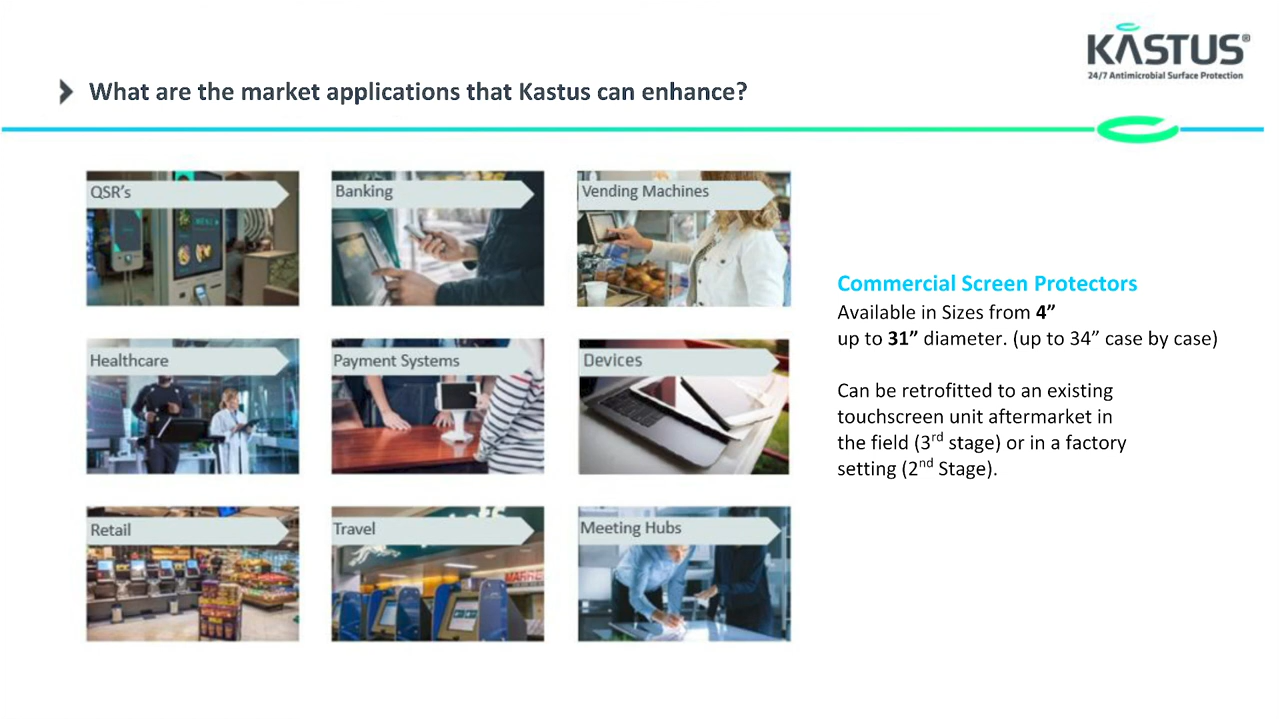 KASTUS®
24/7 Antimicrobial Surface Protection
What are the market applications that Kastus can enhance?
QSR's
Banking
Vending Machines
Healthcare
Payment Systems
Devices
Retail
Travel
Meeting Hubs
Commercial Screen Protectors
Available in Sizes from 4”
up to 31” diameter. (up to 34” case by case)
Can be retrofitted to an existing
touchscreen unit aftermarket in
the field (3rd stage) or in a factory
setting (2nd Stage).